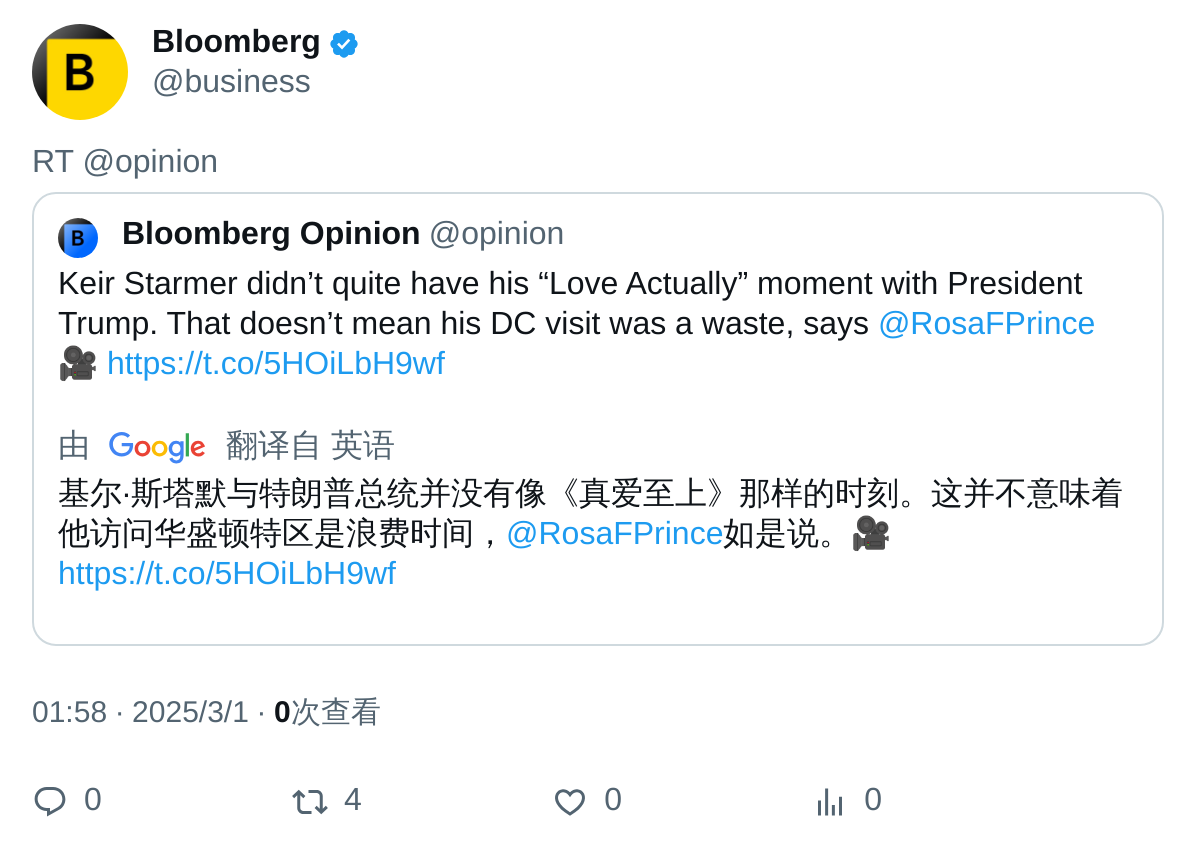 B
Bloomberg
@business
RT @opinion
B
Bloomberg Opinion @opinion
Keir Starmer didn’t quite have his “Love Actually” moment with President
Trump. That doesn’t mean his DC visit was a waste, says @RosaFPrince
🎥 https://t.co/5HOiLbH9wf
由 Google 翻译自 英语
基尔·斯塔默与特朗普总统并没有像《真爱至上》那样的时刻。这并不意味着
他访问华盛顿特区是浪费时间，@RosaFPrince如是说。🎥
https://t.co/5HOiLbH9wf
01:58 · 2025/3/1 · 0次查看
0 4 0 0